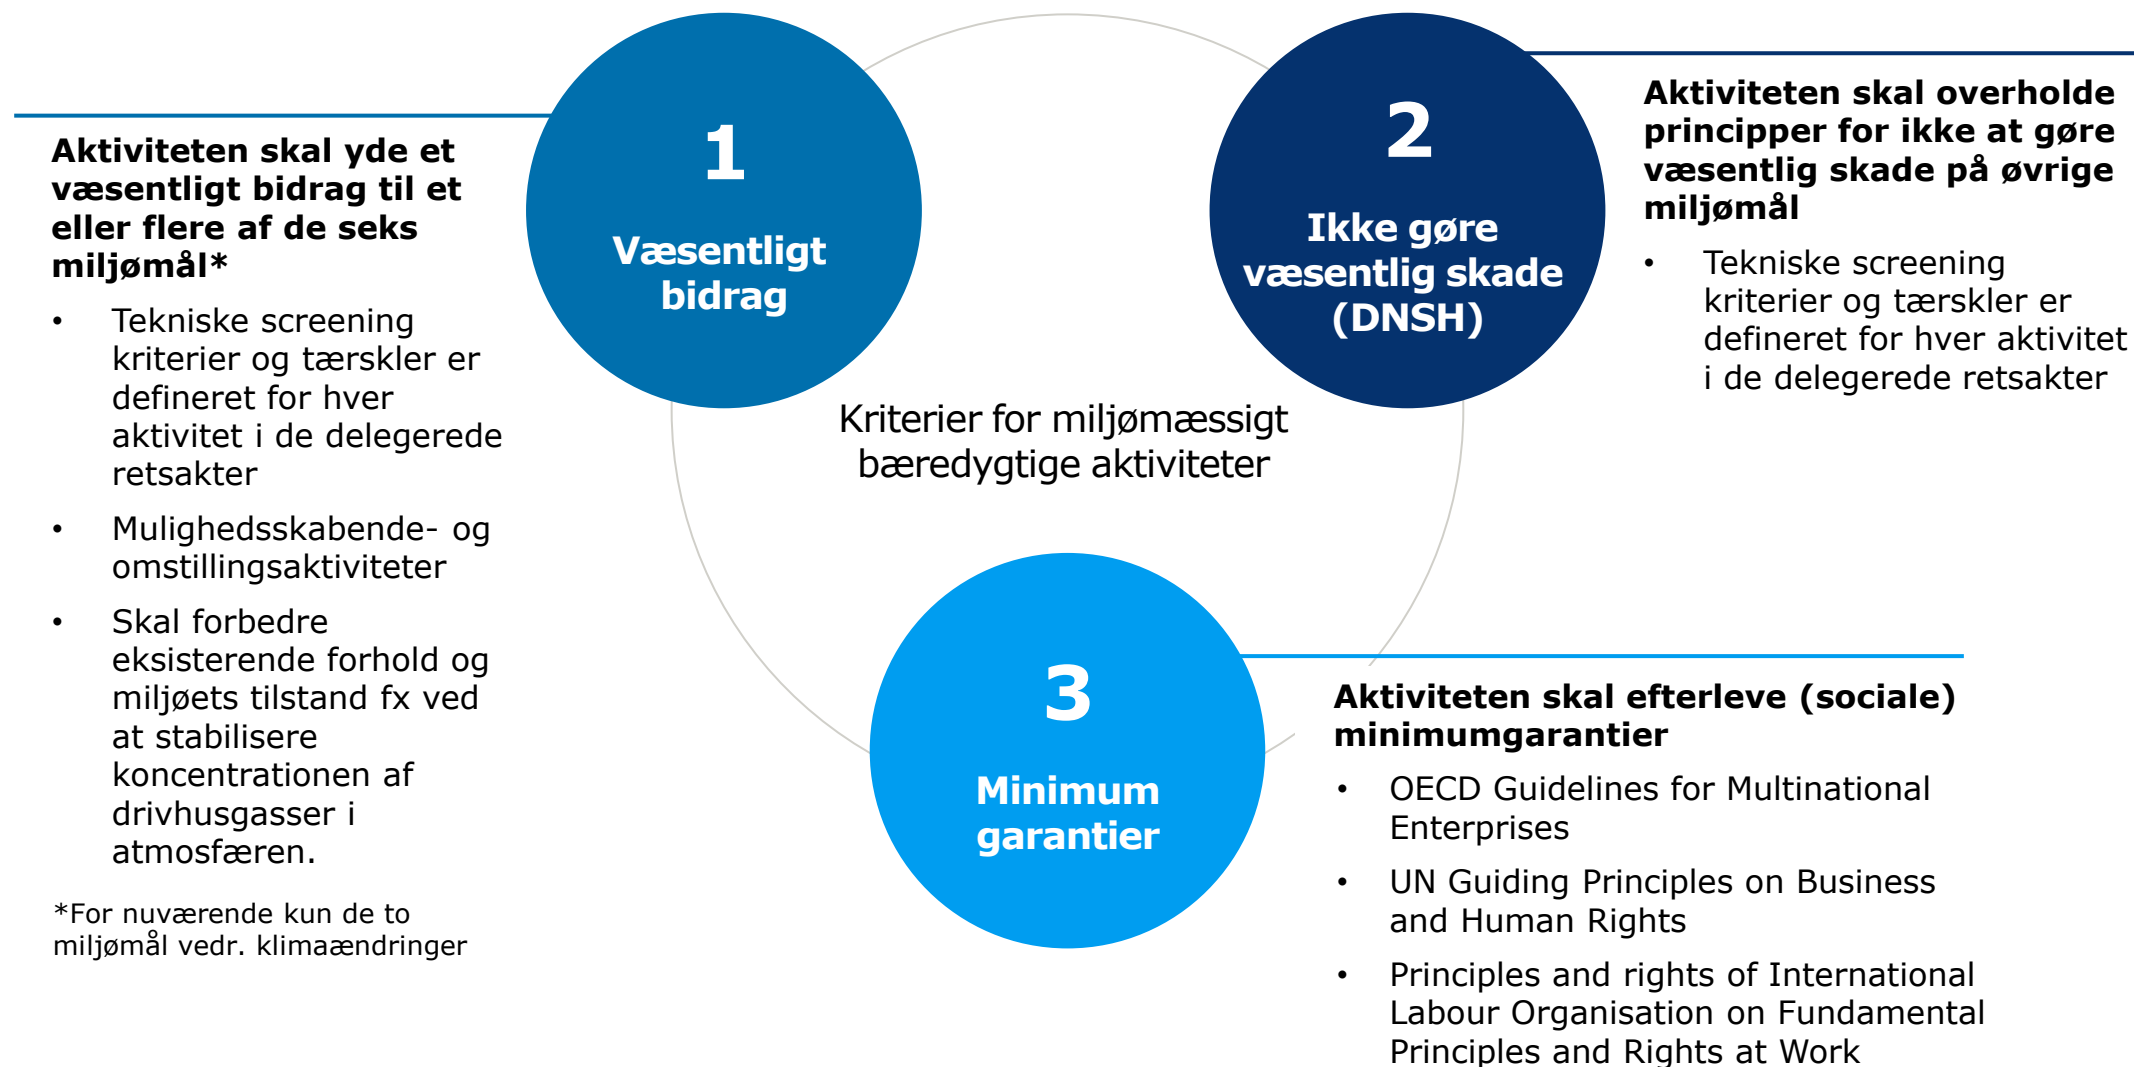 1
Væsentligt
bidrag
Aktiviteten skal yde et
væsentligt bidrag til et
eller flere af de seks
miljømål*
• Tekniske screening
kriterier og tærskler er
defineret for hver
aktivitet i de delegerede
retsakter
• Mulighedsskabende- og
omstillingsaktiviteter
• Skal forbedre
eksisterende forhold og
miljøets tilstand fx ved
at stabilisere
koncentrationen af
drivhusgasser i
atmosfæren.
*For nuværende kun de to
miljømål vedr. klimaændringer
2
Ikke gøre
væsentlig skade
(DNSH)
Aktiviteten skal overholde
principper for ikke at gøre
væsentlig skade på øvrige
miljømål
• Tekniske screening
kriterier og tærskler er
defineret for hver aktivitet
i de delegerede retsakter
Kriterier for miljømæssigt
bæredygtige aktiviteter
3
Minimum
garantier
Aktiviteten skal efterleve (sociale)
minimumgarantier
• OECD Guidelines for Multinational
Enterprises
• UN Guiding Principles on Business
and Human Rights
• Principles and rights of International
Labour Organisation on Fundamental
Principles and Rights at Work